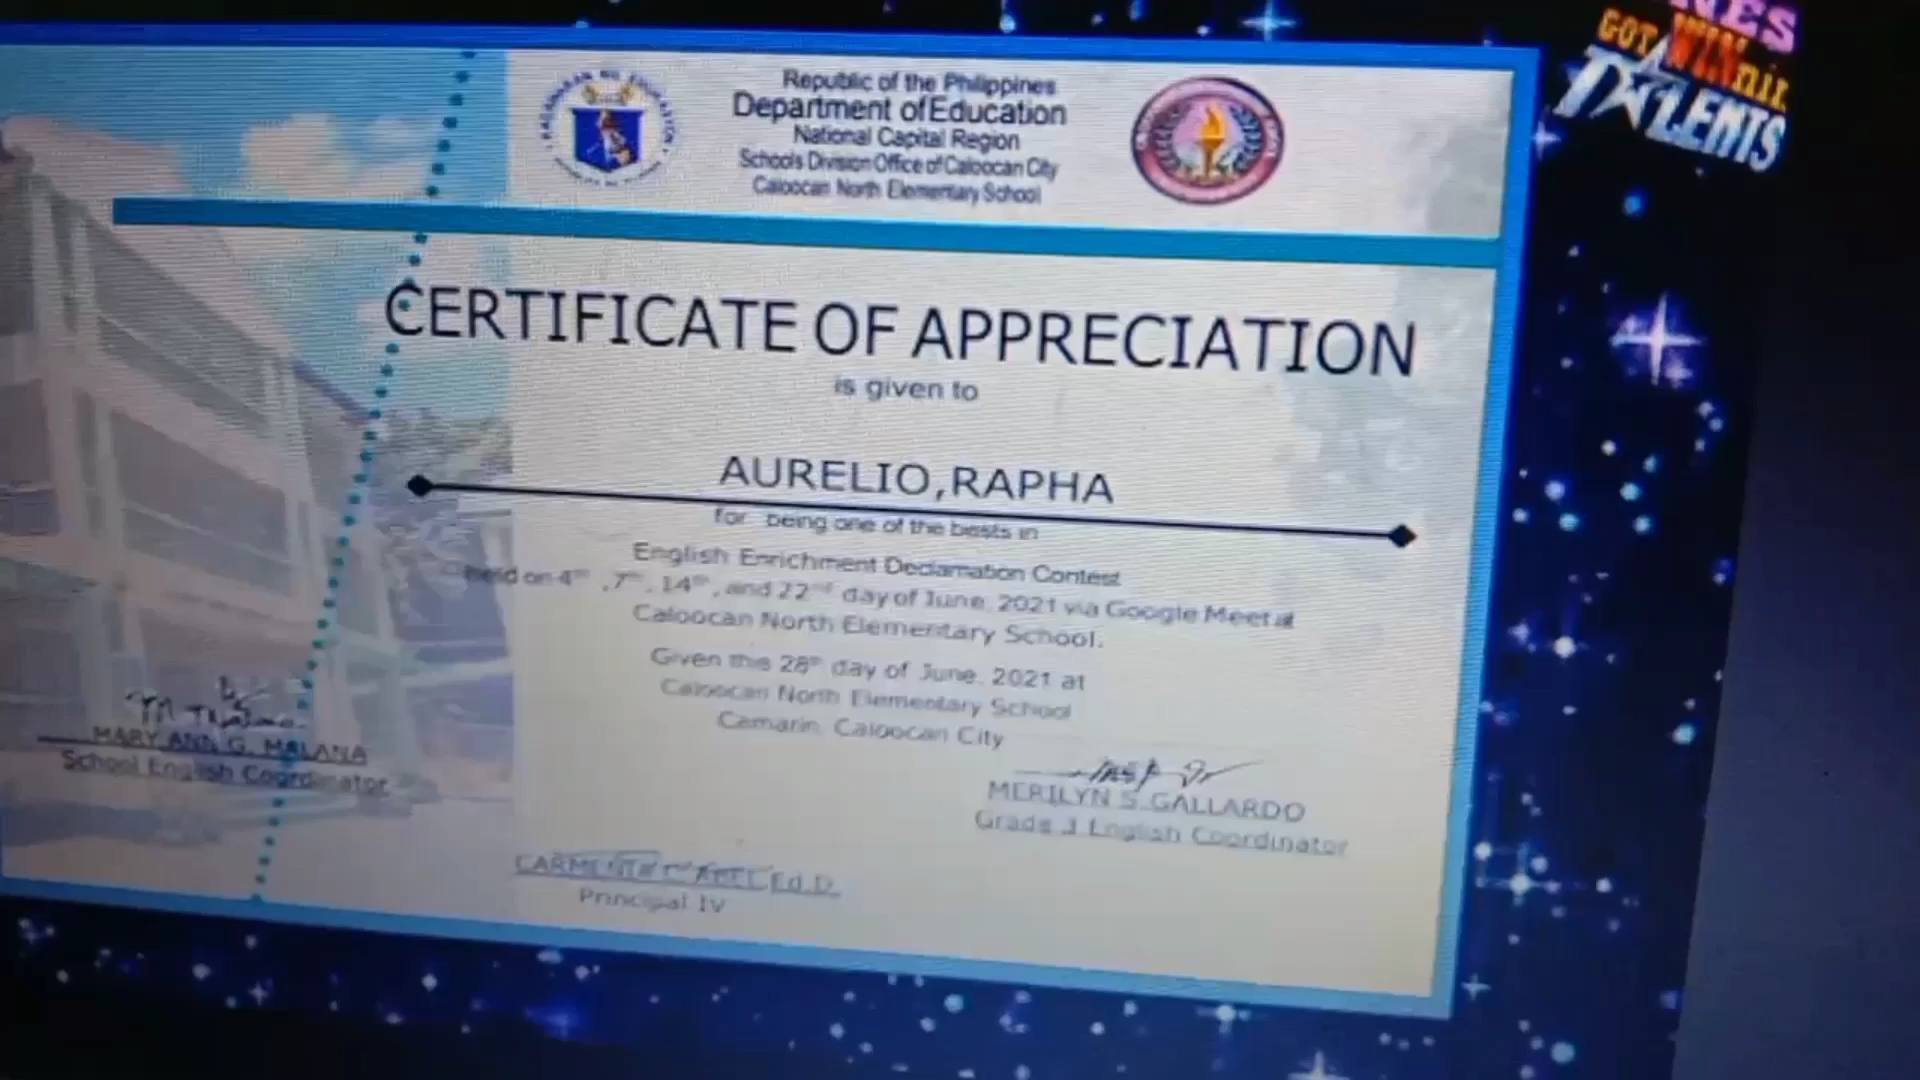 Republic of the Philippines
Department of Education
National Capital Region
Schools Division Office of Caloocan City
Caloocan North Elementary School
NES
GOT WINnir
TALENTS
CERTIFICATE OF APPRECIATION
is given to
AURELIO, RAPHA
for being one of the bests in
English Enrichment Declamation Contest
held on 4th, 7th, 14th, and 22nd day of June, 2021 via Google Meet at
Caloocan North Elementary School.
Given this 28th day of June, 2021 at
Caloocan North Elementary School
Camarin, Caloocan City
MARY ANN G. MALANA
School English Coordinator
MERILYN S. GALLARDO
Grade 3 English Coordinator
Ed.D.
Principal IV